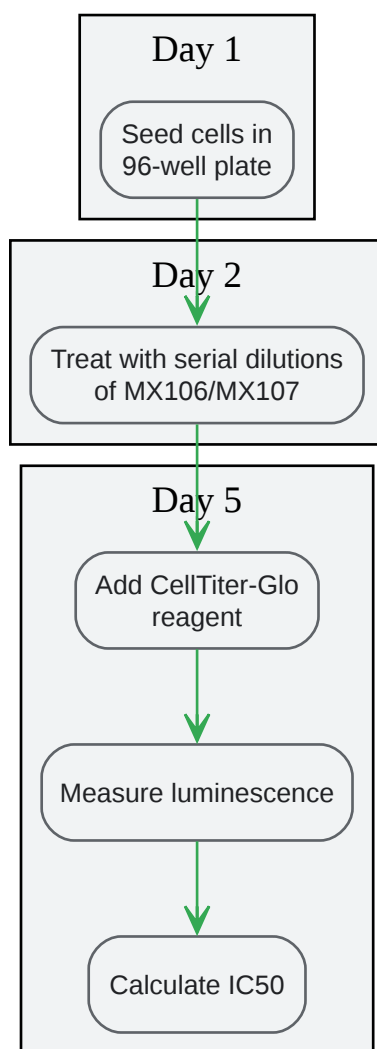 Day 1
Seed cells in
96-well plate
Day 2
Treat with serial dilutions
of MX106/MX107
Day 5
Add CellTiter-Glo
reagent
Measure luminescence
Calculate IC50